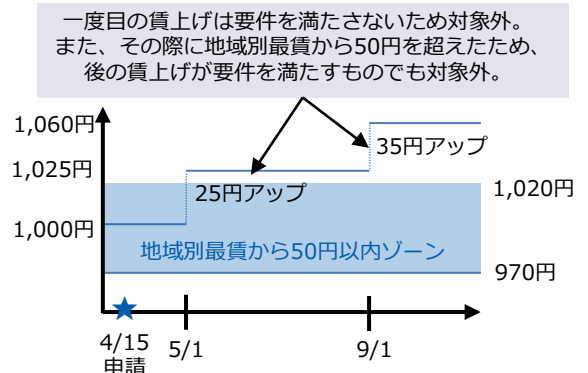 一度目の賃上げは要件を満たさないため対象外。
また、その際に地域別最賃から50円を超えたため、
後の賃上げが要件を満たすものでも対象外。
1,060円
35円アップ
1,025円
25円アップ
1,020円
1,000円
地域別最賃から50円以内ゾーン
970円
4/15
申請
5/1
9/1